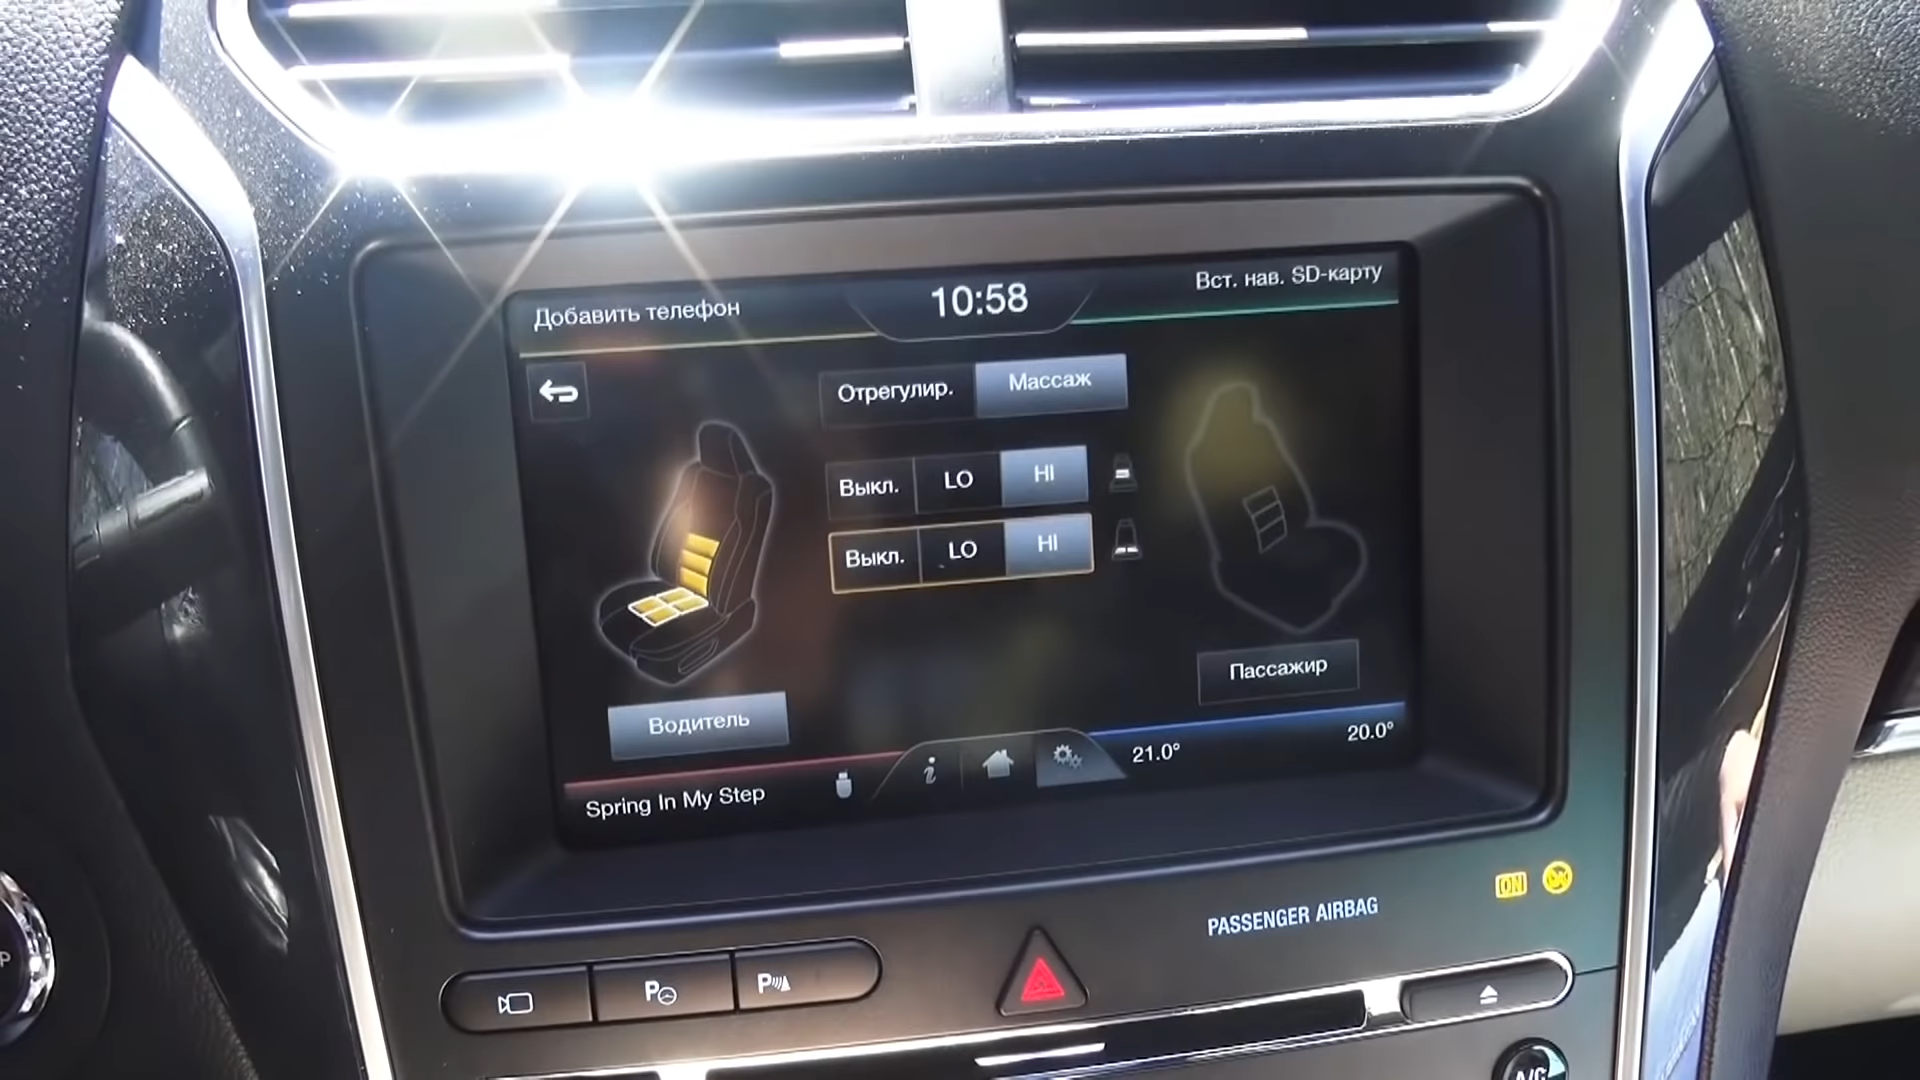 Добавить телефон
10:58
Вст. нав. SD-карту
Отрегулир.
Массаж
Выкл.
LO
HI
Выкл.
LO
HI
Водитель
Пассажир
Spring In My Step
i
21.0°
20.0°
ON
PASSENGER AIRBAG
P
P
P
A/C